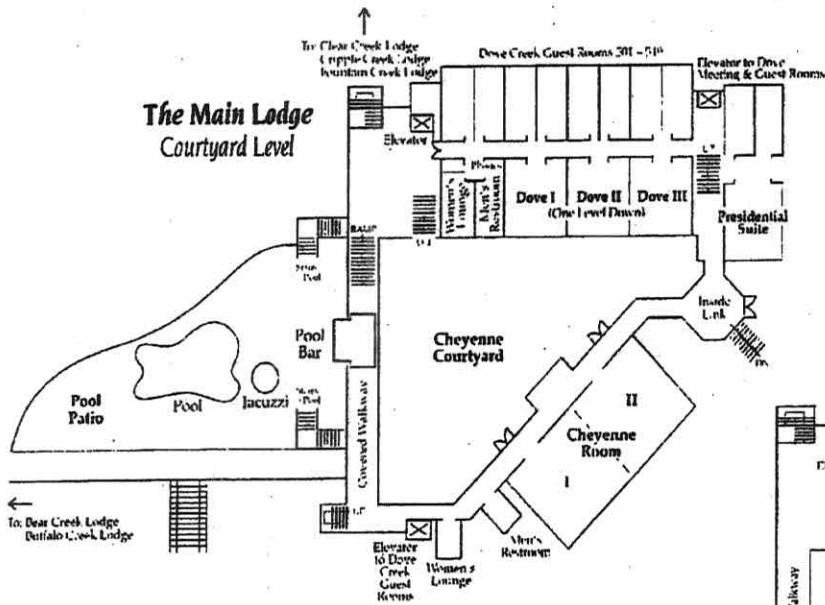 To: Clear Creek Lodge
Cripple Creek Lodge
Fountain Creek Lodge
Dove Creek Guest Rooms
Elevator to Dove
Meeting & Guest Rooms
The Main Lodge
Courtyard Level
Elevator
Phones
Women's
Lounge
Men's
Restroom
Dove I
Dove II
Dove III
(One Level Down)
Presidential
Suite
RAMP
Inside
Link
Pool
Bar
Cheyenne
Courtyard
Pool
Patio
Pool
Jacuzzi
Covered Walkway
II
Cheyenne
Room
I
To: Bear Creek Lodge
Buffalo Creek Lodge
Elevator
to Dove
Creek
Guest
Rooms
Women's
Lounge
Men's
Restroom